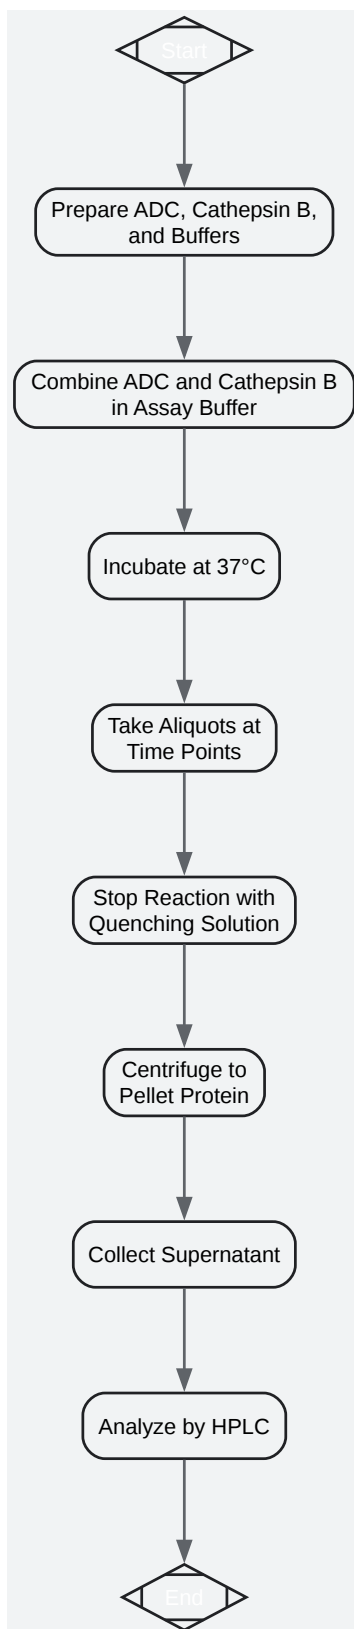 Start
Prepare ADC, Cathepsin B,
and Buffers
Combine ADC and Cathepsin B
in Assay Buffer
Incubate at 37°C
Take Aliquots at
Time Points
Stop Reaction with
Quenching Solution
Centrifuge to
Pellet Protein
Collect Supernatant
Analyze by HPLC
End